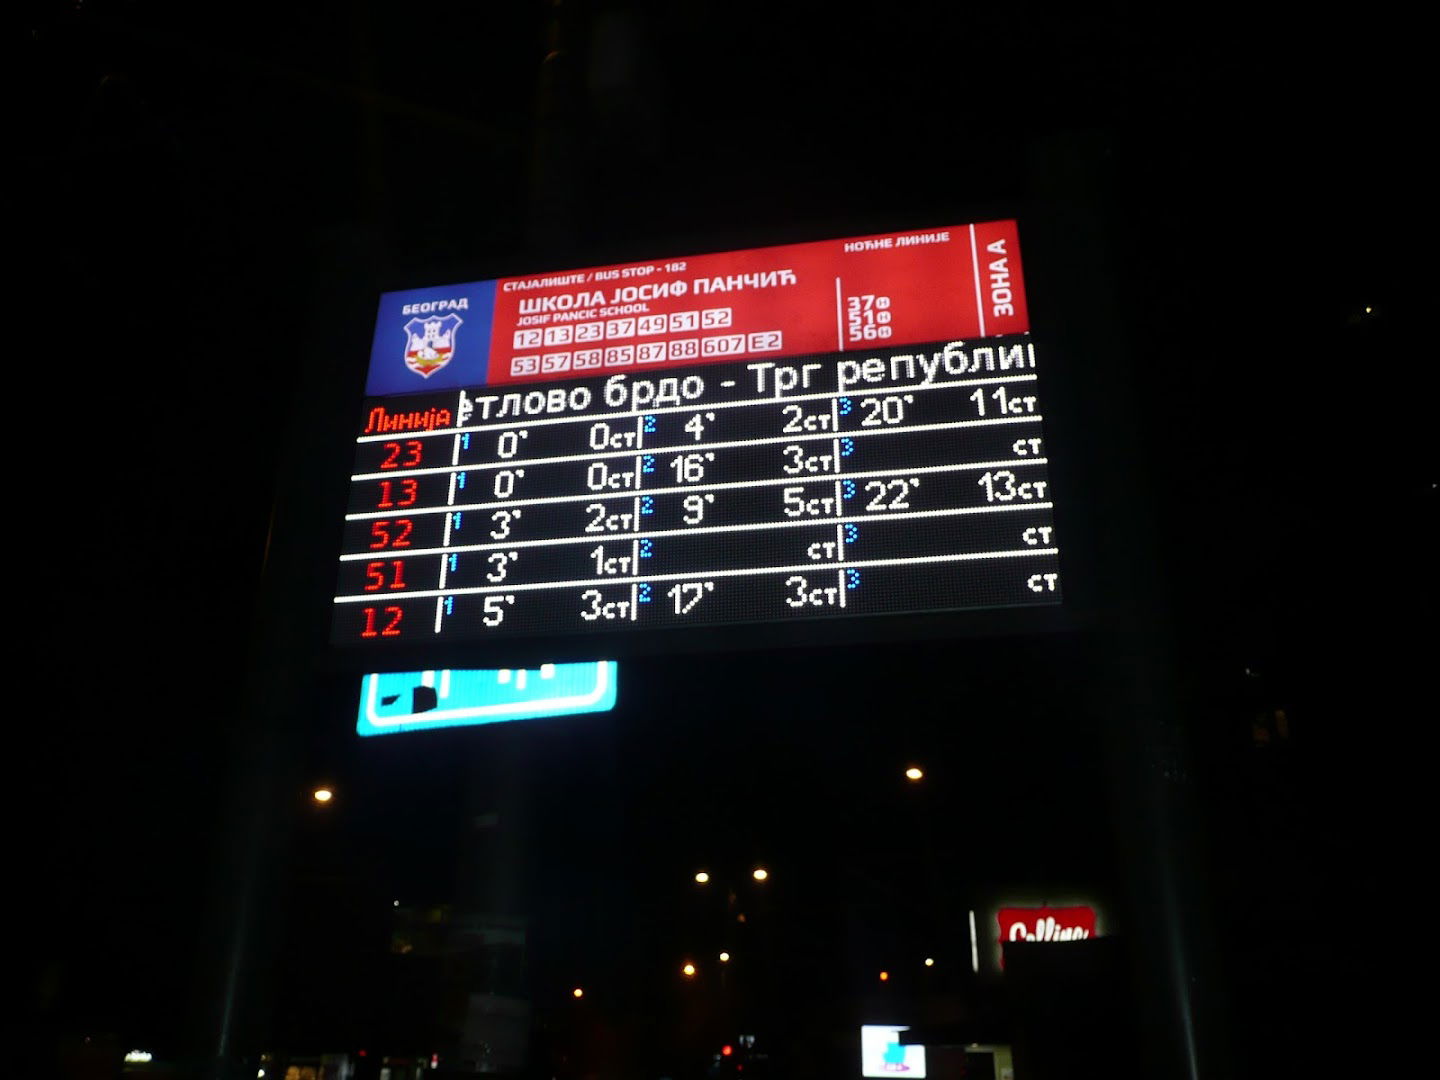 БЕОГРАД
СТАЈАЛИШТЕ / BUS STOP - 182
ШКОЛА ЈОСИФ ПАНЧИЋ
JOSIF PANCIC SCHOOL
12 13 23 37 49 51 52
53 57 58 85 87 88 607 E2
НОЋНЕ ЛИНИЈЕ
37н
51н
56н
ЗОНА А
Линија
етлово брдо - Трг републи
23 1 0' 0ст 2 4' 2ст 3 20' 11ст
13 1 0' 0ст 2 16' 3ст 3 ст
52 1 3' 2ст 2 9' 5ст 3 22' 13ст
51 1 3' 1ст 2 ст 3 ст
12 1 5' 3ст 2 17' 3ст 3 ст